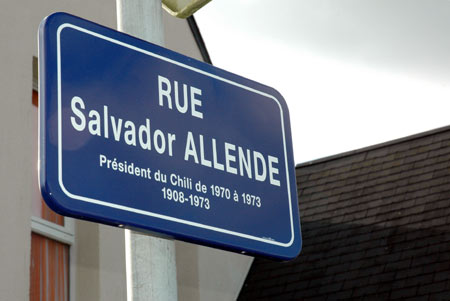 RUE
Salvador ALLENDE
Président du Chili de 1970 à 1973
1908-1973